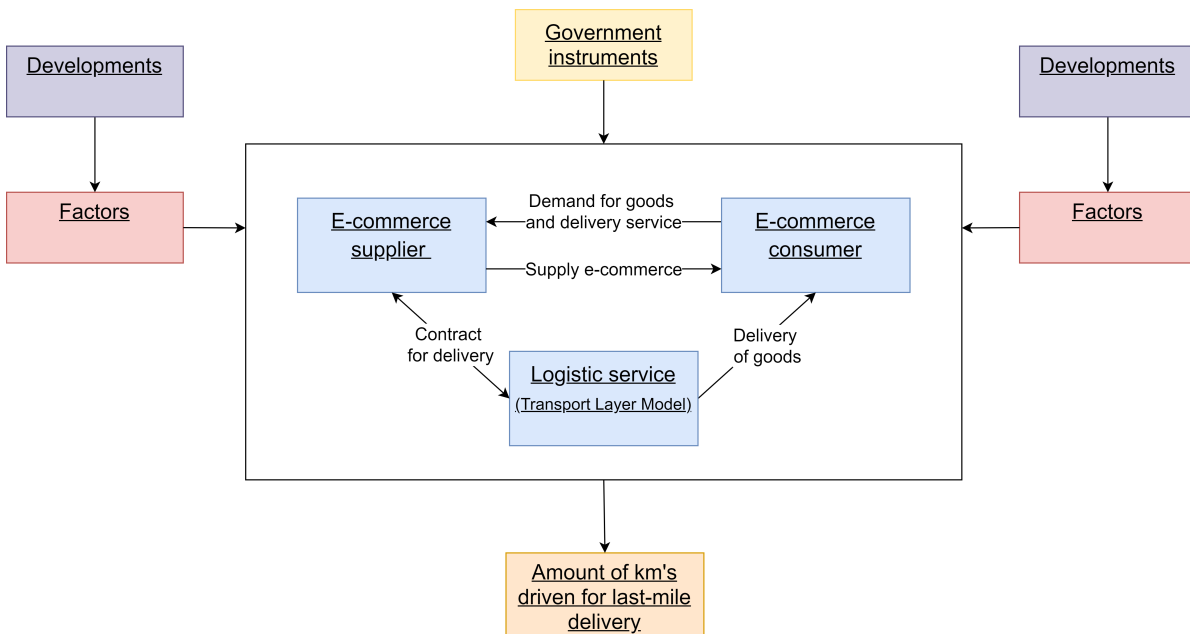 Government
instruments
Developments
Developments
Factors
Factors
E-commerce
supplier
Demand for goods
and delivery service
Supply e-commerce
E-commerce
consumer
Contract
for delivery
Delivery
of goods
Logistic service
(Transport Layer Model)
Amount of km's
driven for last-mile
delivery